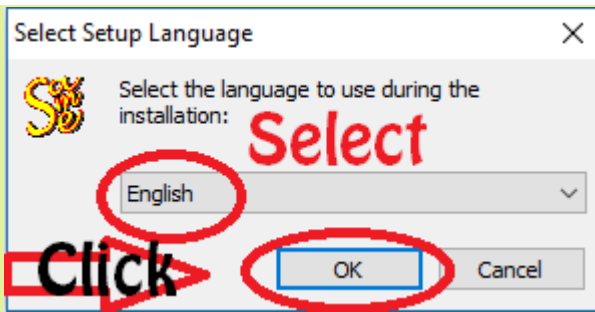 Select Setup Language
Select the language to use during the
installation:
Select
English
Click
OK
Cancel